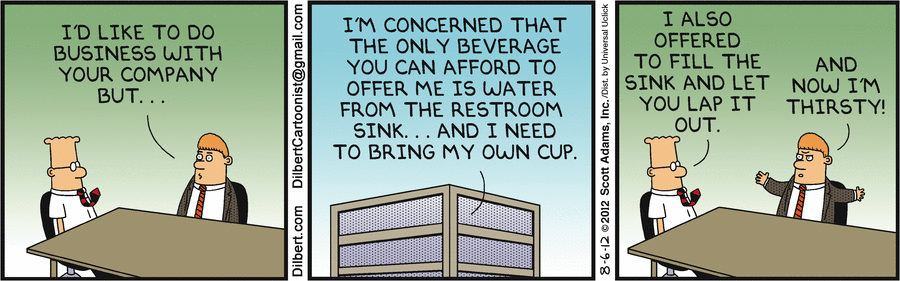 I'D LIKE TO DO
BUSINESS WITH
YOUR COMPANY
BUT...
DilbertCartoonist@gmail.com
Dilbert.com
I'M CONCERNED THAT
THE ONLY BEVERAGE
YOU CAN AFFORD TO
OFFER ME IS WATER
FROM THE RESTROOM
SINK... AND I NEED
TO BRING MY OWN CUP.
8-6-12 © 2012 Scott Adams, Inc. /Dist. by Universal Uclick
I ALSO
OFFERED
TO FILL THE
SINK AND LET
YOU LAP IT
OUT.
AND
NOW I'M
THIRSTY!